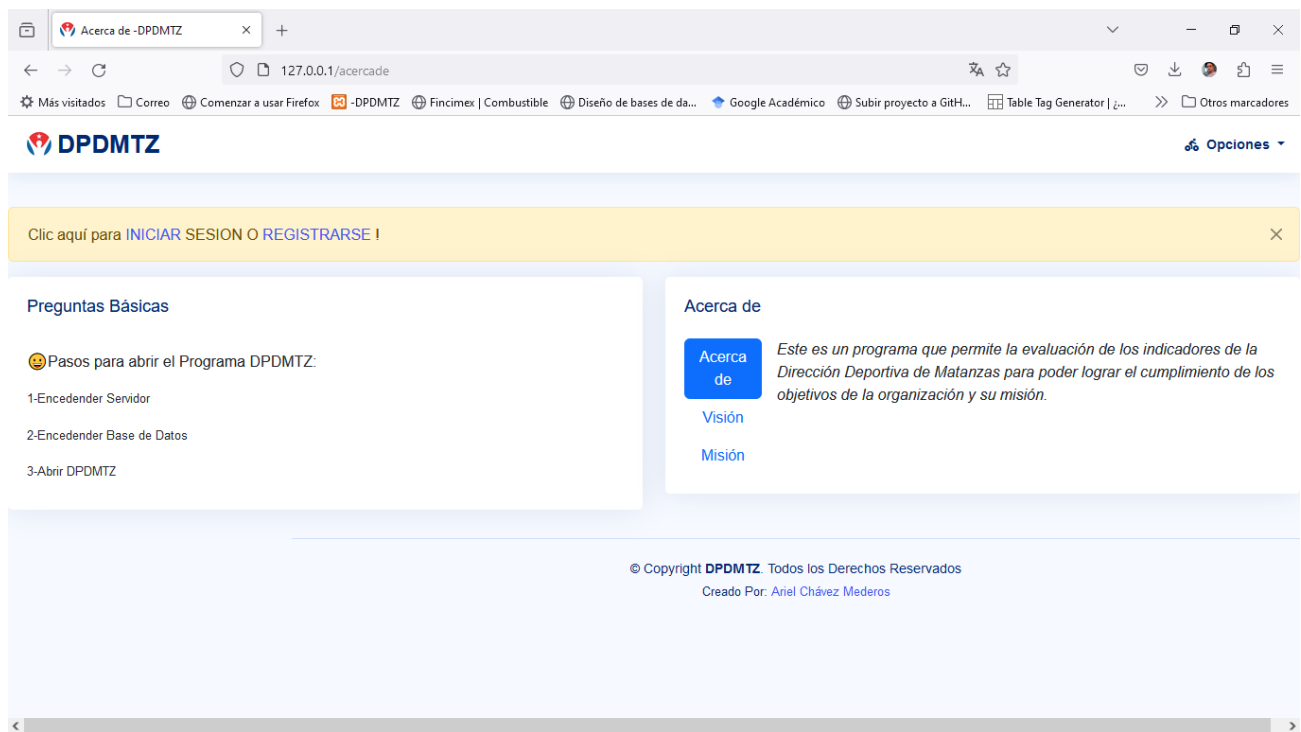 Acerca de -DPDMTZ
127.0.0.1/acercade
Más visitados Correo Comenzar a usar Firefox -DPDMTZ Fincimex | Combustible Diseño de bases de da... Google Académico Subir proyecto a GitH... Table Tag Generator | ¿... Otros marcadores
DPDMTZ
Opciones
Clic aquí para INICIAR SESION O REGISTRARSE !
Preguntas Básicas
Pasos para abrir el Programa DPDMTZ:
1-Encedender Servidor
2-Encedender Base de Datos
3-Abrir DPDMTZ
Acerca de
Acerca
de
Visión
Misión
Este es un programa que permite la evaluación de los indicadores de la
Dirección Deportiva de Matanzas para poder lograr el cumplimiento de los
objetivos de la organización y su misión.
© Copyright DPDMTZ. Todos los Derechos Reservados
Creado Por: Ariel Chávez Mederos